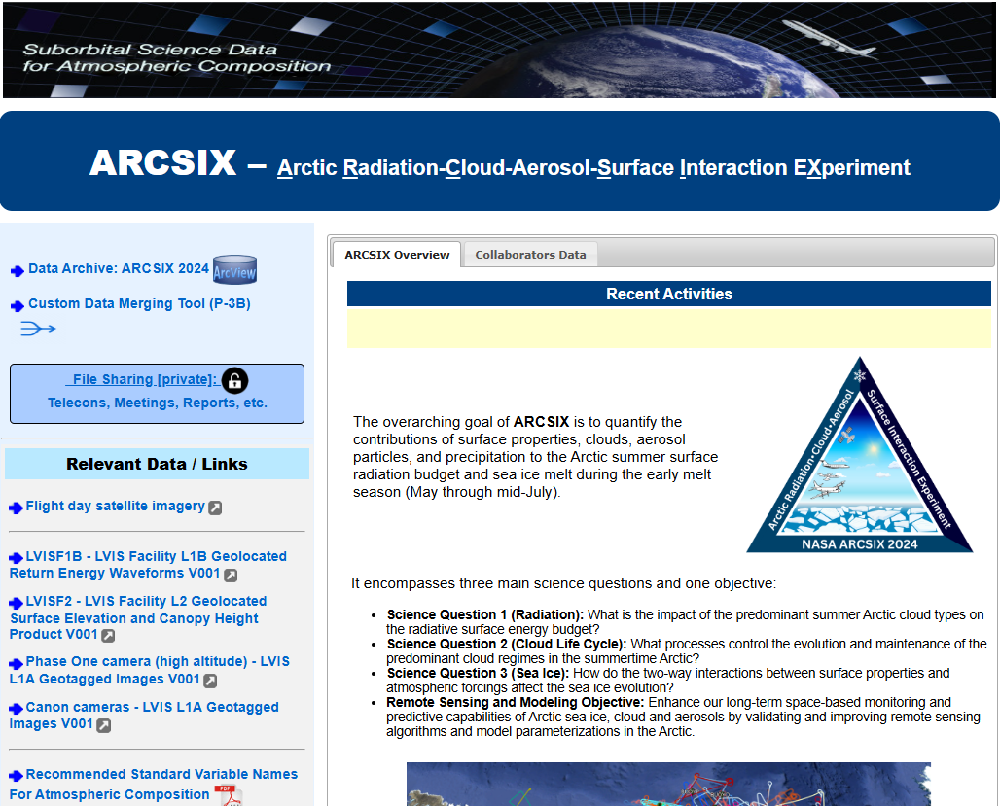 Suborbital Science Data
for Atmospheric Composition
ARCSIX – Arctic Radiation-Cloud-Aerosol-Surface Interaction EXperiment
Data Archive: ARCSIX 2024 ArcView
Custom Data Merging Tool (P-3B)
File Sharing [private]:
Telecons, Meetings, Reports, etc.
Relevant Data / Links
Flight day satellite imagery
LVISF1B - LVIS Facility L1B Geolocated
Return Energy Waveforms V001
LVISF2 - LVIS Facility L2 Geolocated
Surface Elevation and Canopy Height
Product V001
Phase One camera (high altitude) - LVIS
L1A Geotagged Images V001
Canon cameras - LVIS L1A Geotagged
Images V001
Recommended Standard Variable Names
For Atmospheric Composition
PDF
ARCSIX Overview
Collaborators Data
Recent Activities
The overarching goal of ARCSIX is to quantify the
contributions of surface properties, clouds, aerosol
particles, and precipitation to the Arctic summer surface
radiation budget and sea ice melt during the early melt
season (May through mid-July).
Arctic Radiation•Cloud•Aerosol
Surface Interaction Experiment
NASA ARCSIX 2024
It encompasses three main science questions and one objective:
• Science Question 1 (Radiation): What is the impact of the predominant summer Arctic cloud types on
the radiative surface energy budget?
• Science Question 2 (Cloud Life Cycle): What processes control the evolution and maintenance of the
predominant cloud regimes in the summertime Arctic?
• Science Question 3 (Sea Ice): How do the two-way interactions between surface properties and
atmospheric forcings affect the sea ice evolution?
• Remote Sensing and Modeling Objective: Enhance our long-term space-based monitoring and
predictive capabilities of Arctic sea ice, cloud and aerosols by validating and improving remote sensing
algorithms and model parameterizations in the Arctic.